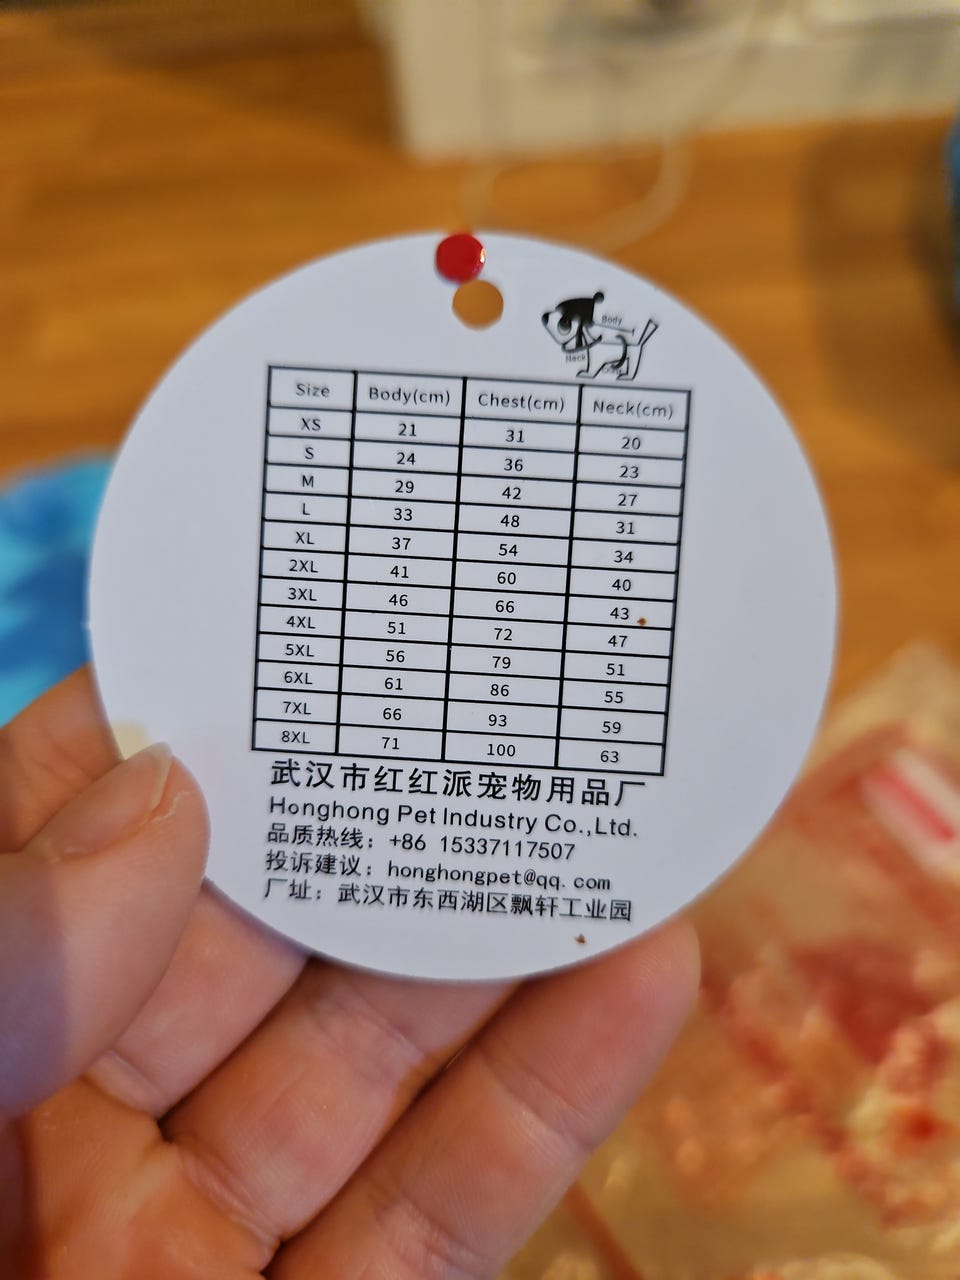 Body
Neck
Size Body(cm) Chest(cm) Neck(cm)
XS 21 31 20
S 24 36 23
M 29 42 27
L 33 48 31
XL 37 54 34
2XL 41 60 40
3XL 46 66 43
4XL 51 72 47
5XL 56 79 51
6XL 61 86 55
7XL 66 93 59
8XL 71 100 63
武汉市红红派宠物用品厂
Honghong Pet Industry Co.,Ltd.
品质热线：+86 15337117507
投诉建议：honghongpet@qq.com
厂址：武汉市东西湖区飘轩工业园